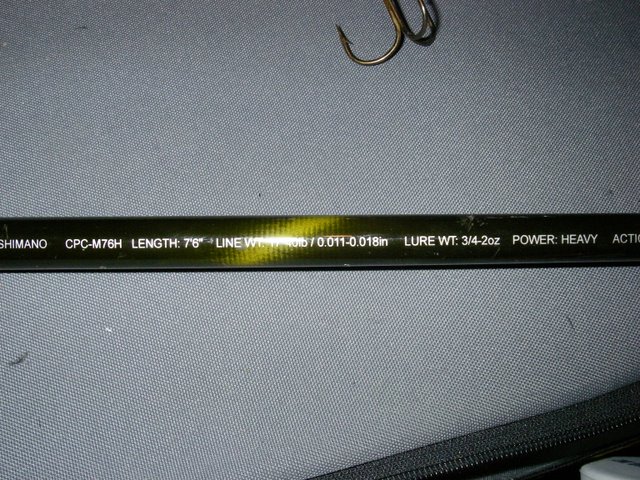 SHIMANO CPC-M76H LENGTH: 7'6" LINE WT: 40lb / 0.011-0.018in LURE WT: 3/4-2oz POWER: HEAVY